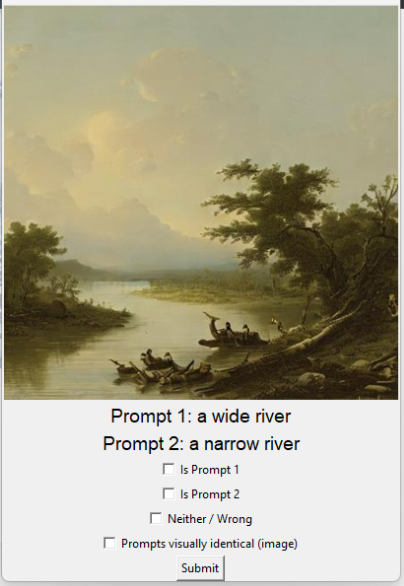 Prompt 1: a wide river
Prompt 2: a narrow river
Is Prompt 1
Is Prompt 2
Neither / Wrong
Prompts visually identical (image)
Submit